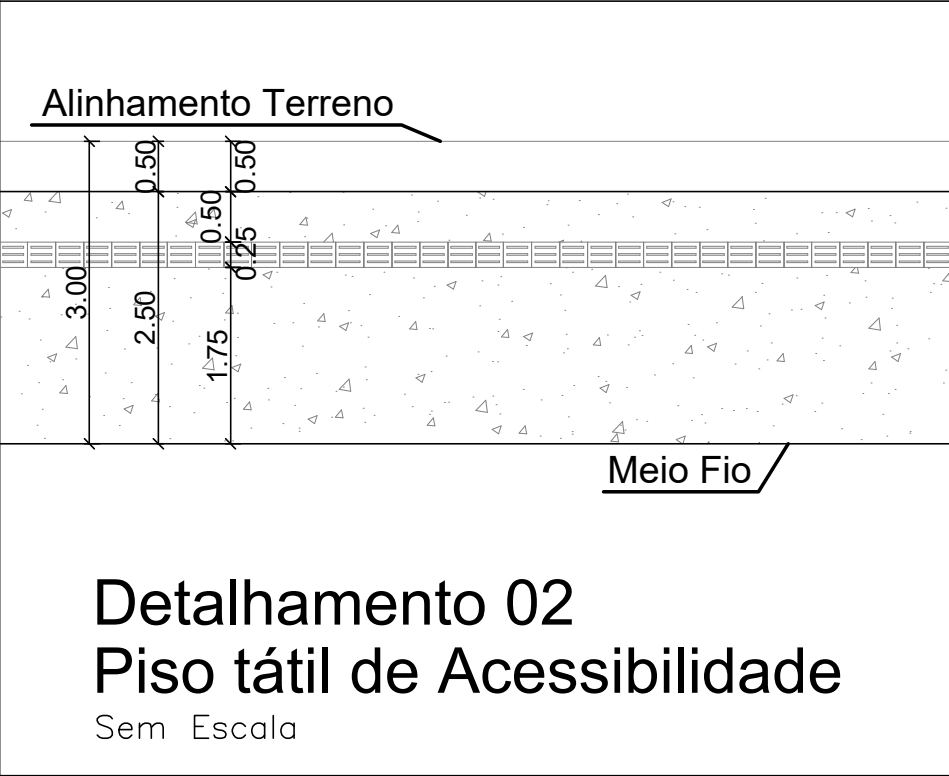 Alinhamento Terreno
0.50
0.50
0.50
0.25
3.00
2.50
1.75
Meio Fio
Detalhamento 02
Piso tátil de Acessibilidade
Sem Escala